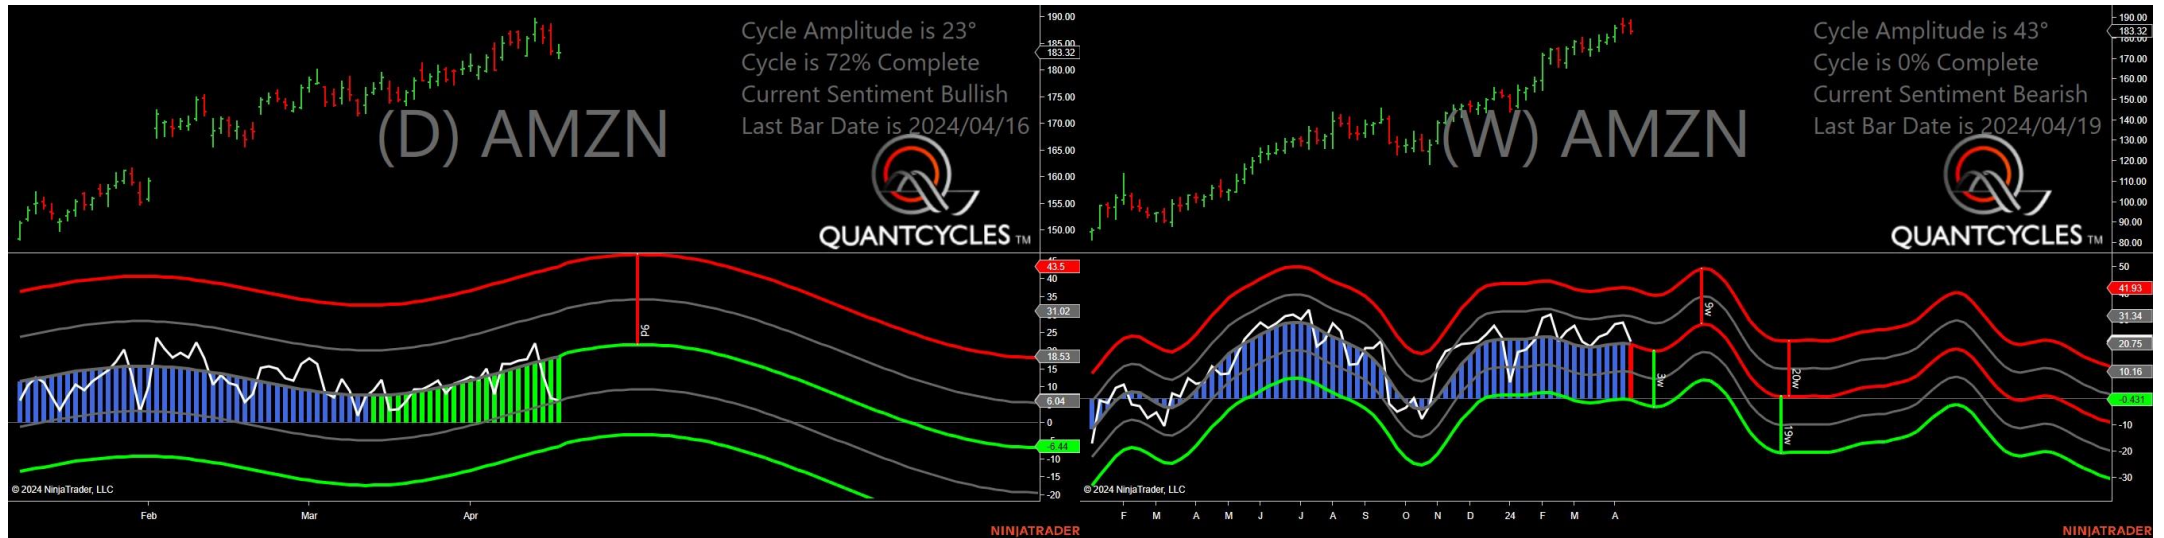 Cycle Amplitude is 23°
Cycle is 72% Complete
Current Sentiment Bullish
Last Bar Date is 2024/04/16
(D) AMZN
QUANTCYCLES TM
190.00
185.00
183.32
180.00
175.00
170.00
165.00
160.00
155.00
150.00
43.5
40
35
31.02
25
18.53
15
10
6.04
0
-6.44
-10
-15
-20
9d
© 2024 NinjaTrader, LLC
Feb Mar Apr
NINJATRADER
Cycle Amplitude is 43°
Cycle is 0% Complete
Current Sentiment Bearish
Last Bar Date is 2024/04/19
(W) AMZN
QUANTCYCLES TM
190.00
183.32
180.00
170.00
160.00
150.00
140.00
130.00
120.00
110.00
100.00
90.00
80.00
50
41.93
31.34
20.75
10.16
-0.431
-10
-20
-30
9w
3w
20w
19w
© 2024 NinjaTrader, LLC
F M A M J J A S O N D 24 F M A
NINJATRADER